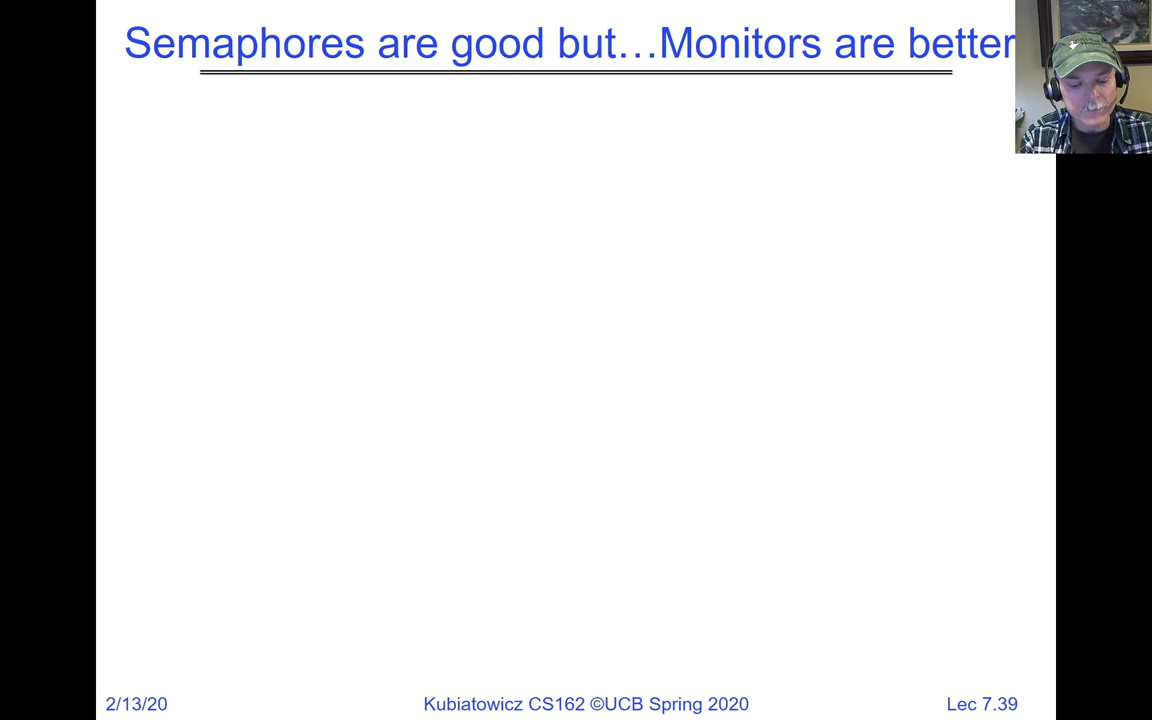 Semaphores are good but…Monitors are better
2/13/20
Kubiatowicz CS162 ©UCB Spring 2020
Lec 7.39